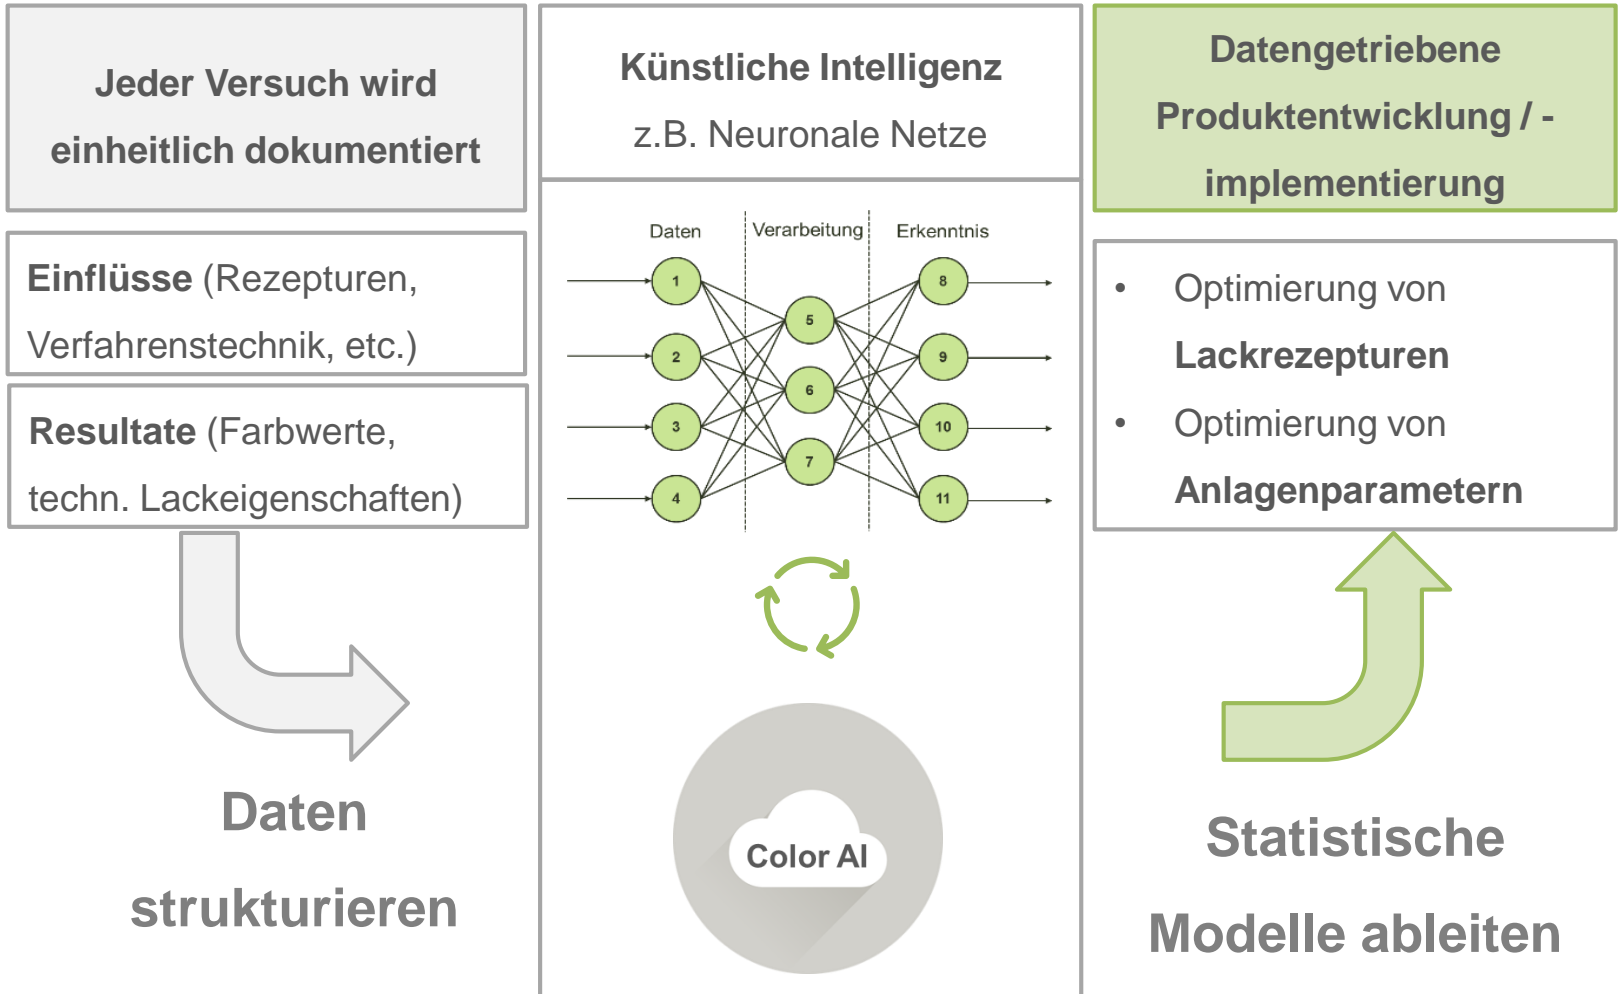 Jeder Versuch wird
einheitlich dokumentiert
Einflüsse (Rezepturen,
Verfahrenstechnik, etc.)
Resultate (Farbwerte,
techn. Lackeigenschaften)
Daten
strukturieren
Künstliche Intelligenz
z.B. Neuronale Netze
Daten Verarbeitung Erkenntnis
1
2
3
4
5
6
7
8
9
10
11
Color AI
Datengetriebene
Produktentwicklung / -
implementierung
• Optimierung von
Lackrezepturen
• Optimierung von
Anlagenparametern
Statistische
Modelle ableiten